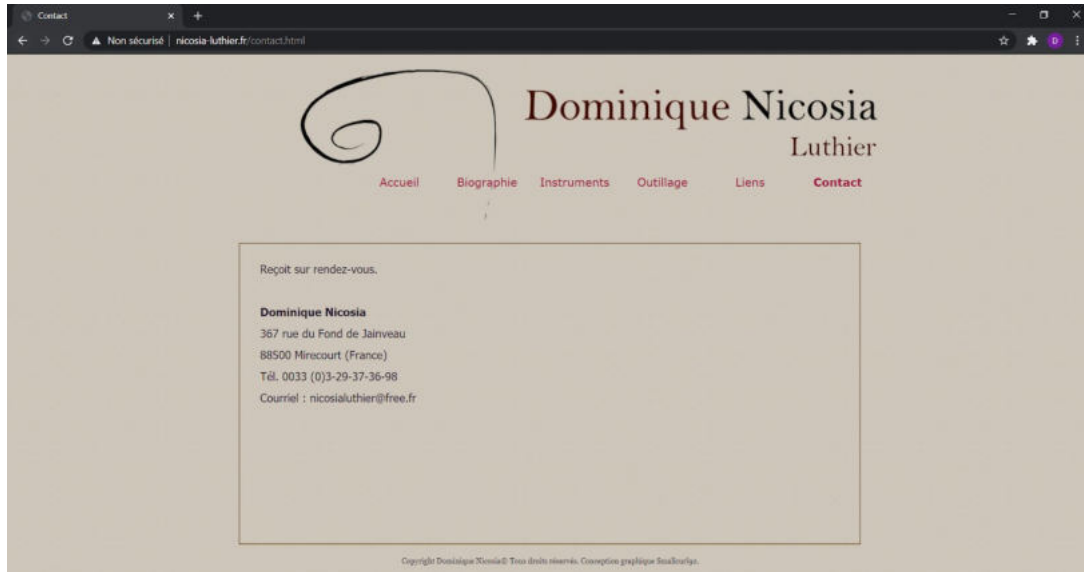 Contact
Non sécurisé | nicosia-luthier.fr/contact.html
D
Dominique Nicosia
Luthier
Accueil Biographie Instruments Outillage Liens Contact
Reçoit sur rendez-vous.
Dominique Nicosia
367 rue du Fond de Jainveau
88500 Mirecourt (France)
Tél. 0033 (0)3-29-37-36-98
Courriel : nicosialuthier@free.fr
Copyright Dominique Nicosia© Tous droits réservés. Conception graphique